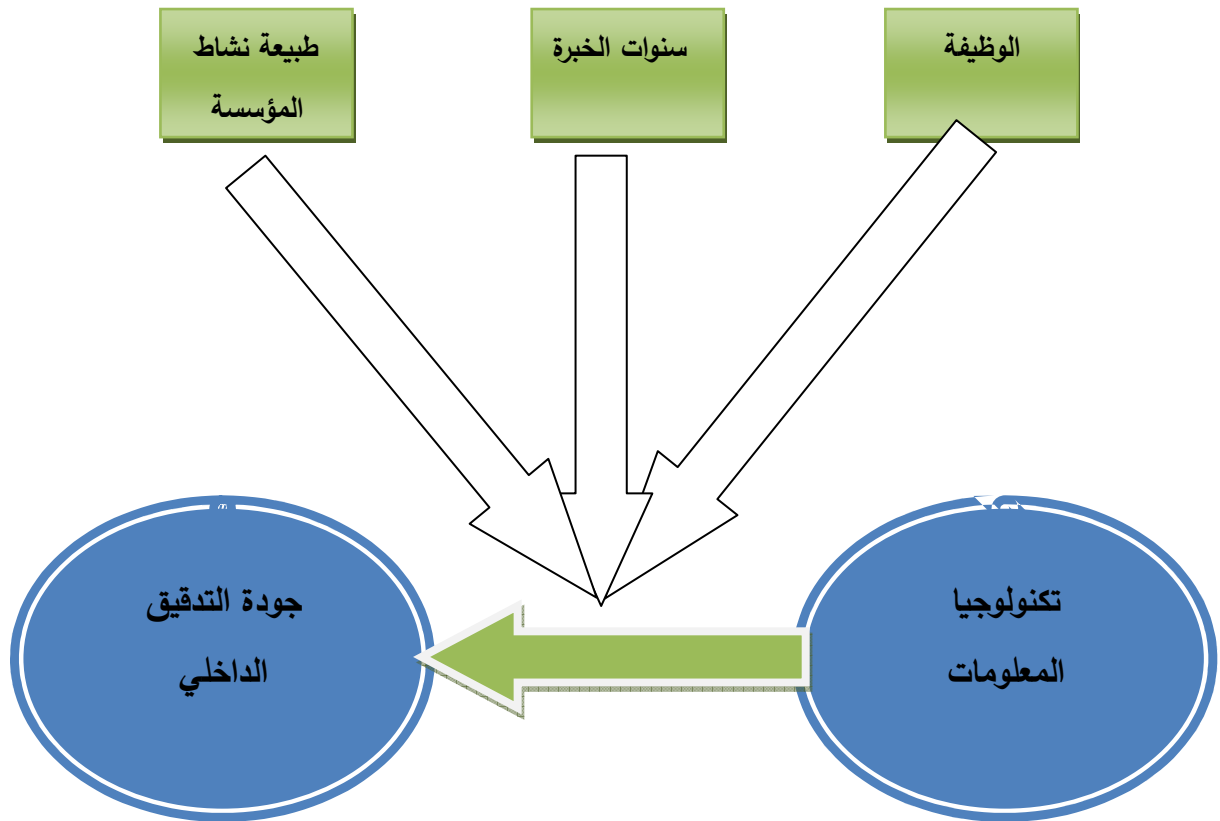 الوظيفة
سنوات الخبرة
طبيعة نشاط
المؤسسة
تكنولوجيا
المعلومات
جودة التدقيق
الداخلي